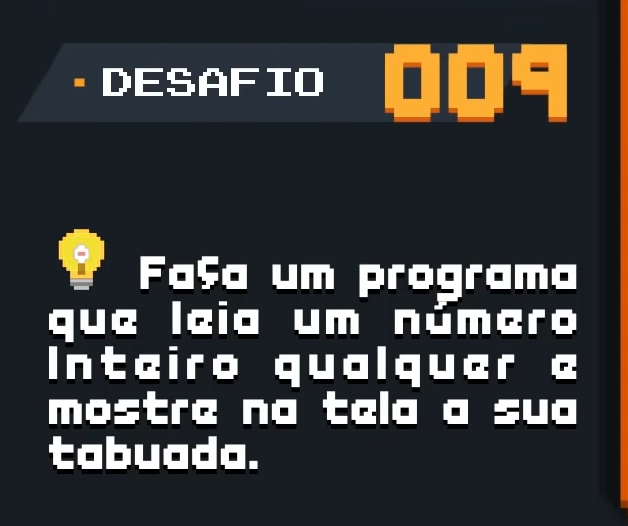 DESAFIO 009
Faça um programa
que leia um número
Inteiro qualquer e
mostre na tela a sua
tabuada.